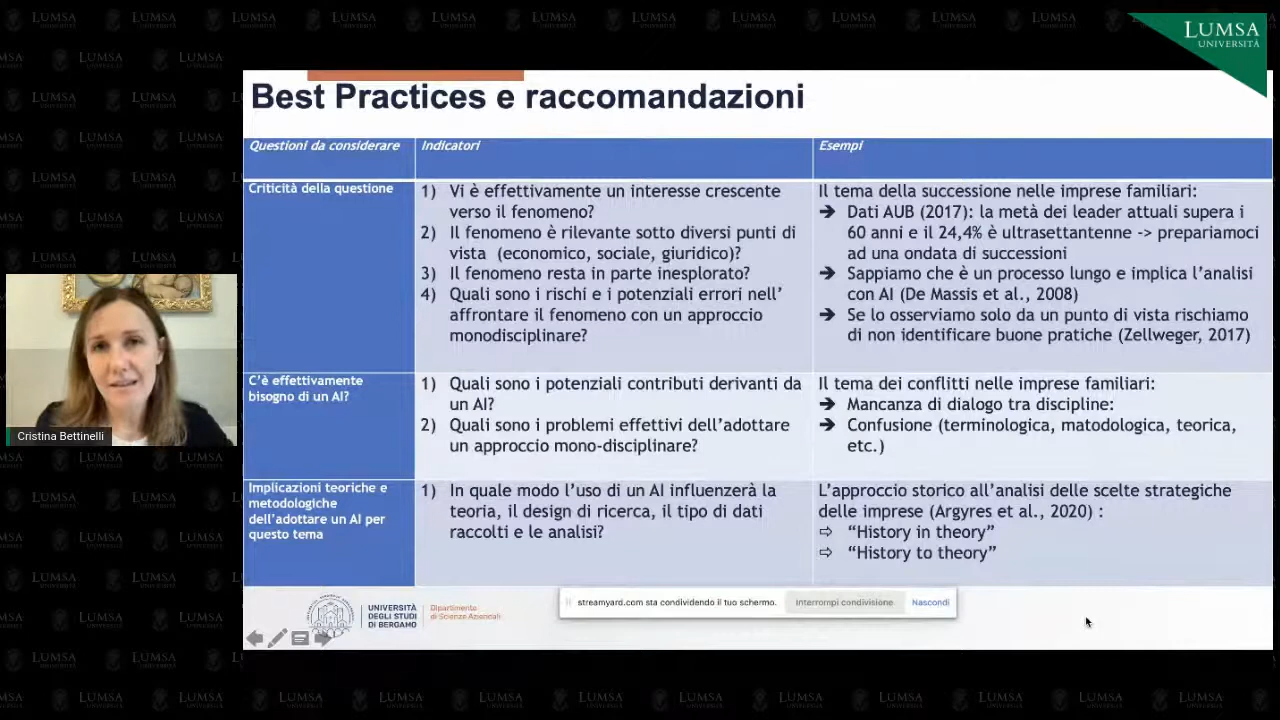 LUMSA
UNIVERSITÀ
Best Practices e raccomandazioni
Questioni da considerare
Indicatori
Esempi
Criticità della questione
1) Vi è effettivamente un interesse crescente
verso il fenomeno?
2) Il fenomeno è rilevante sotto diversi punti di
vista (economico, sociale, giuridico)?
3) Il fenomeno resta in parte inesplorato?
4) Quali sono i rischi e i potenziali errori nell’
affrontare il fenomeno con un approccio
monodisciplinare?
Il tema della successione nelle imprese familiari:
➔ Dati AUB (2017): la metà dei leader attuali supera i
60 anni e il 24,4% è ultrasettantenne -> prepariamoci
ad una ondata di successioni
➔ Sappiamo che è un processo lungo e implica l’analisi
con AI (De Massis et al., 2008)
➔ Se lo osserviamo solo da un punto di vista rischiamo
di non identificare buone pratiche (Zellweger, 2017)
C’è effettivamente
bisogno di un AI?
1) Quali sono i potenziali contributi derivanti da
un AI?
2) Quali sono i problemi effettivi dell’adottare
un approccio mono-disciplinare?
Il tema dei conflitti nelle imprese familiari:
➔ Mancanza di dialogo tra discipline:
➔ Confusione (terminologica, matodologica, teorica,
etc.)
Implicazioni teoriche e
metodologiche
dell’adottare un AI per
questo tema
1) In quale modo l’uso di un AI influenzerà la
teoria, il design di ricerca, il tipo di dati
raccolti e le analisi?
L’approccio storico all’analisi delle scelte strategiche
delle imprese (Argyres et al., 2020) :
⇨ “History in theory”
⇨ “History to theory”
Cristina Bettinelli
UNIVERSITÀ
DEGLI STUDI
DI BERGAMO
Dipartimento
di Scienze Aziendali
streamyard.com sta condividendo il tuo schermo.
Interrompi condivisione
Nascondi